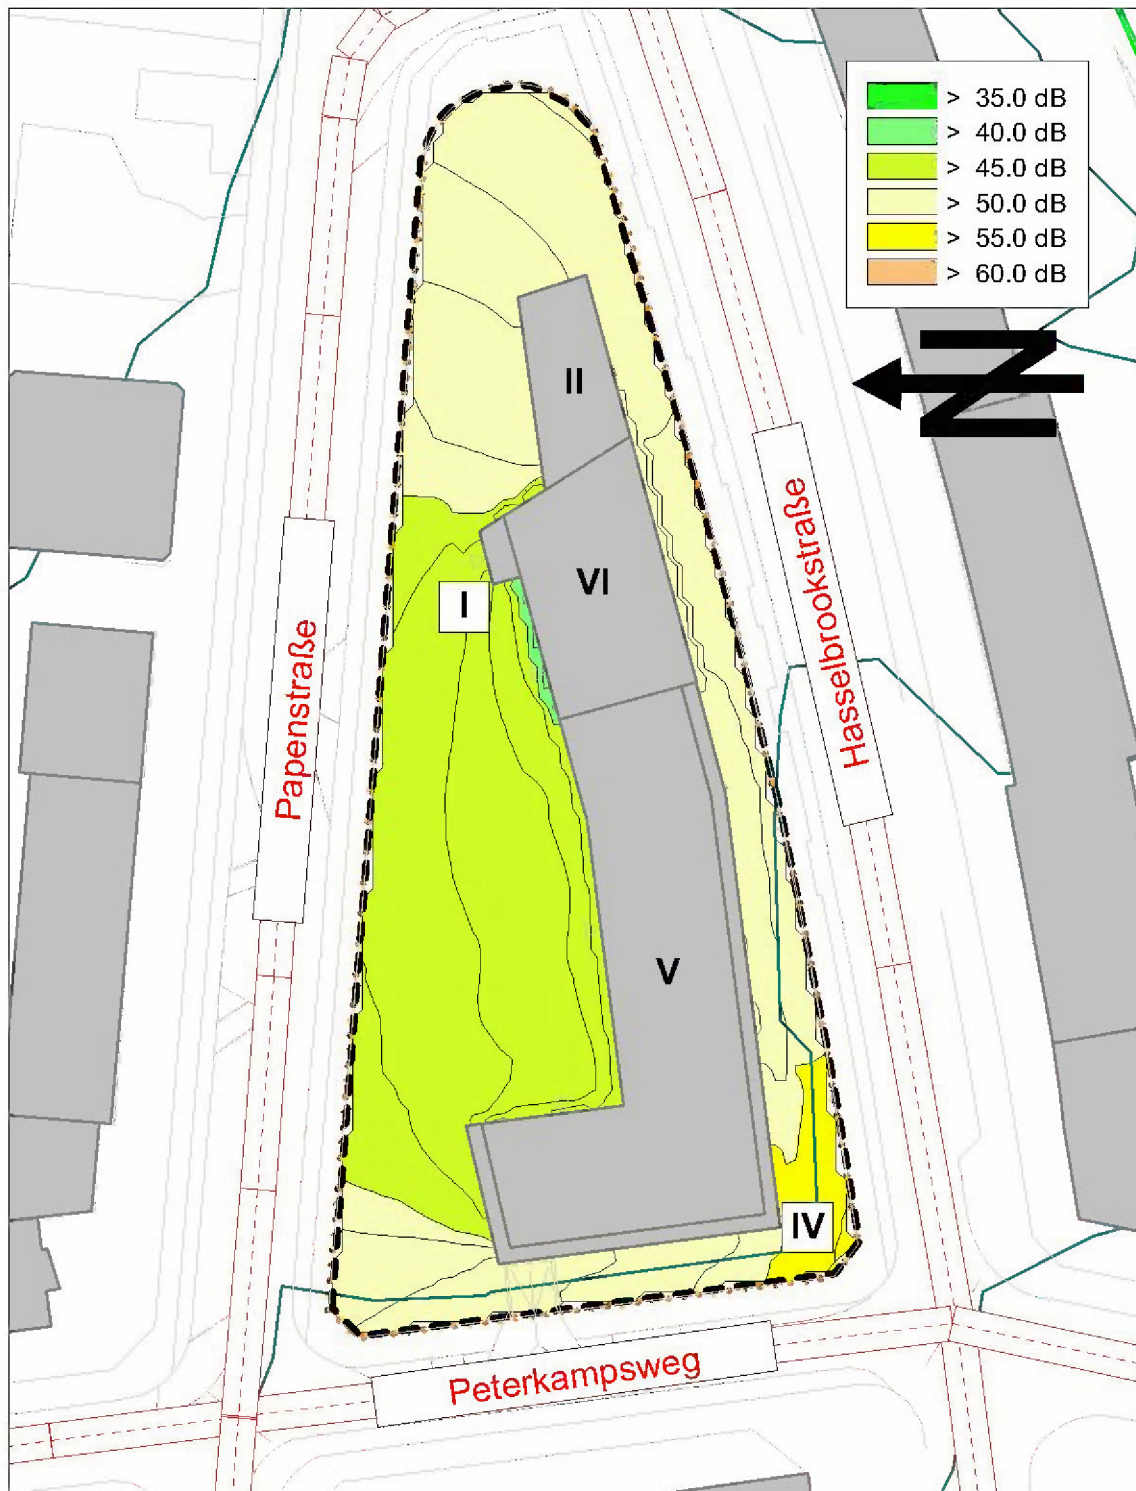 > 35.0 dB
> 40.0 dB
> 45.0 dB
> 50.0 dB
> 55.0 dB
> 60.0 dB
N
II
VI
I
Papenstraße
Hasselbrookstraße
V
IV
Peterkampsweg